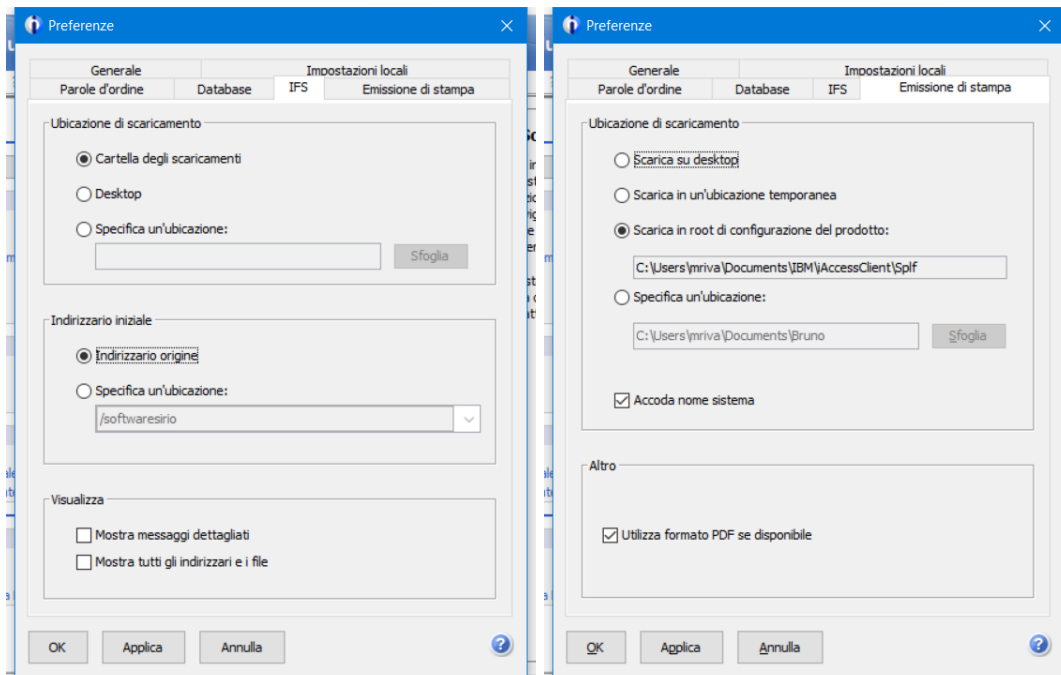 Preferenze
Generale
Impostazioni locali
Parole d'ordine
Database
IFS
Emissione di stampa
Ubicazione di scaricamento
Cartella degli scaricamenti
Desktop
Specifica un'ubicazione:
Sfoglia
Indirizzario iniziale
Indirizzario origine
Specifica un'ubicazione:
/softwaresirio
Visualizza
Mostra messaggi dettagliati
Mostra tutti gli indirizzari e i file
OK
Applica
Annulla
Preferenze
Generale
Impostazioni locali
Parole d'ordine
Database
IFS
Emissione di stampa
Ubicazione di scaricamento
Scarica su desktop
Scarica in un'ubicazione temporanea
Scarica in root di configurazione del prodotto:
C:\Users\mriva\Documents\IBM\iAccessClient\Splf
Specifica un'ubicazione:
C:\Users\mriva\Documents\Bruno
Sfoglia
Accoda nome sistema
Altro
Utilizza formato PDF se disponibile
OK
Applica
Annulla